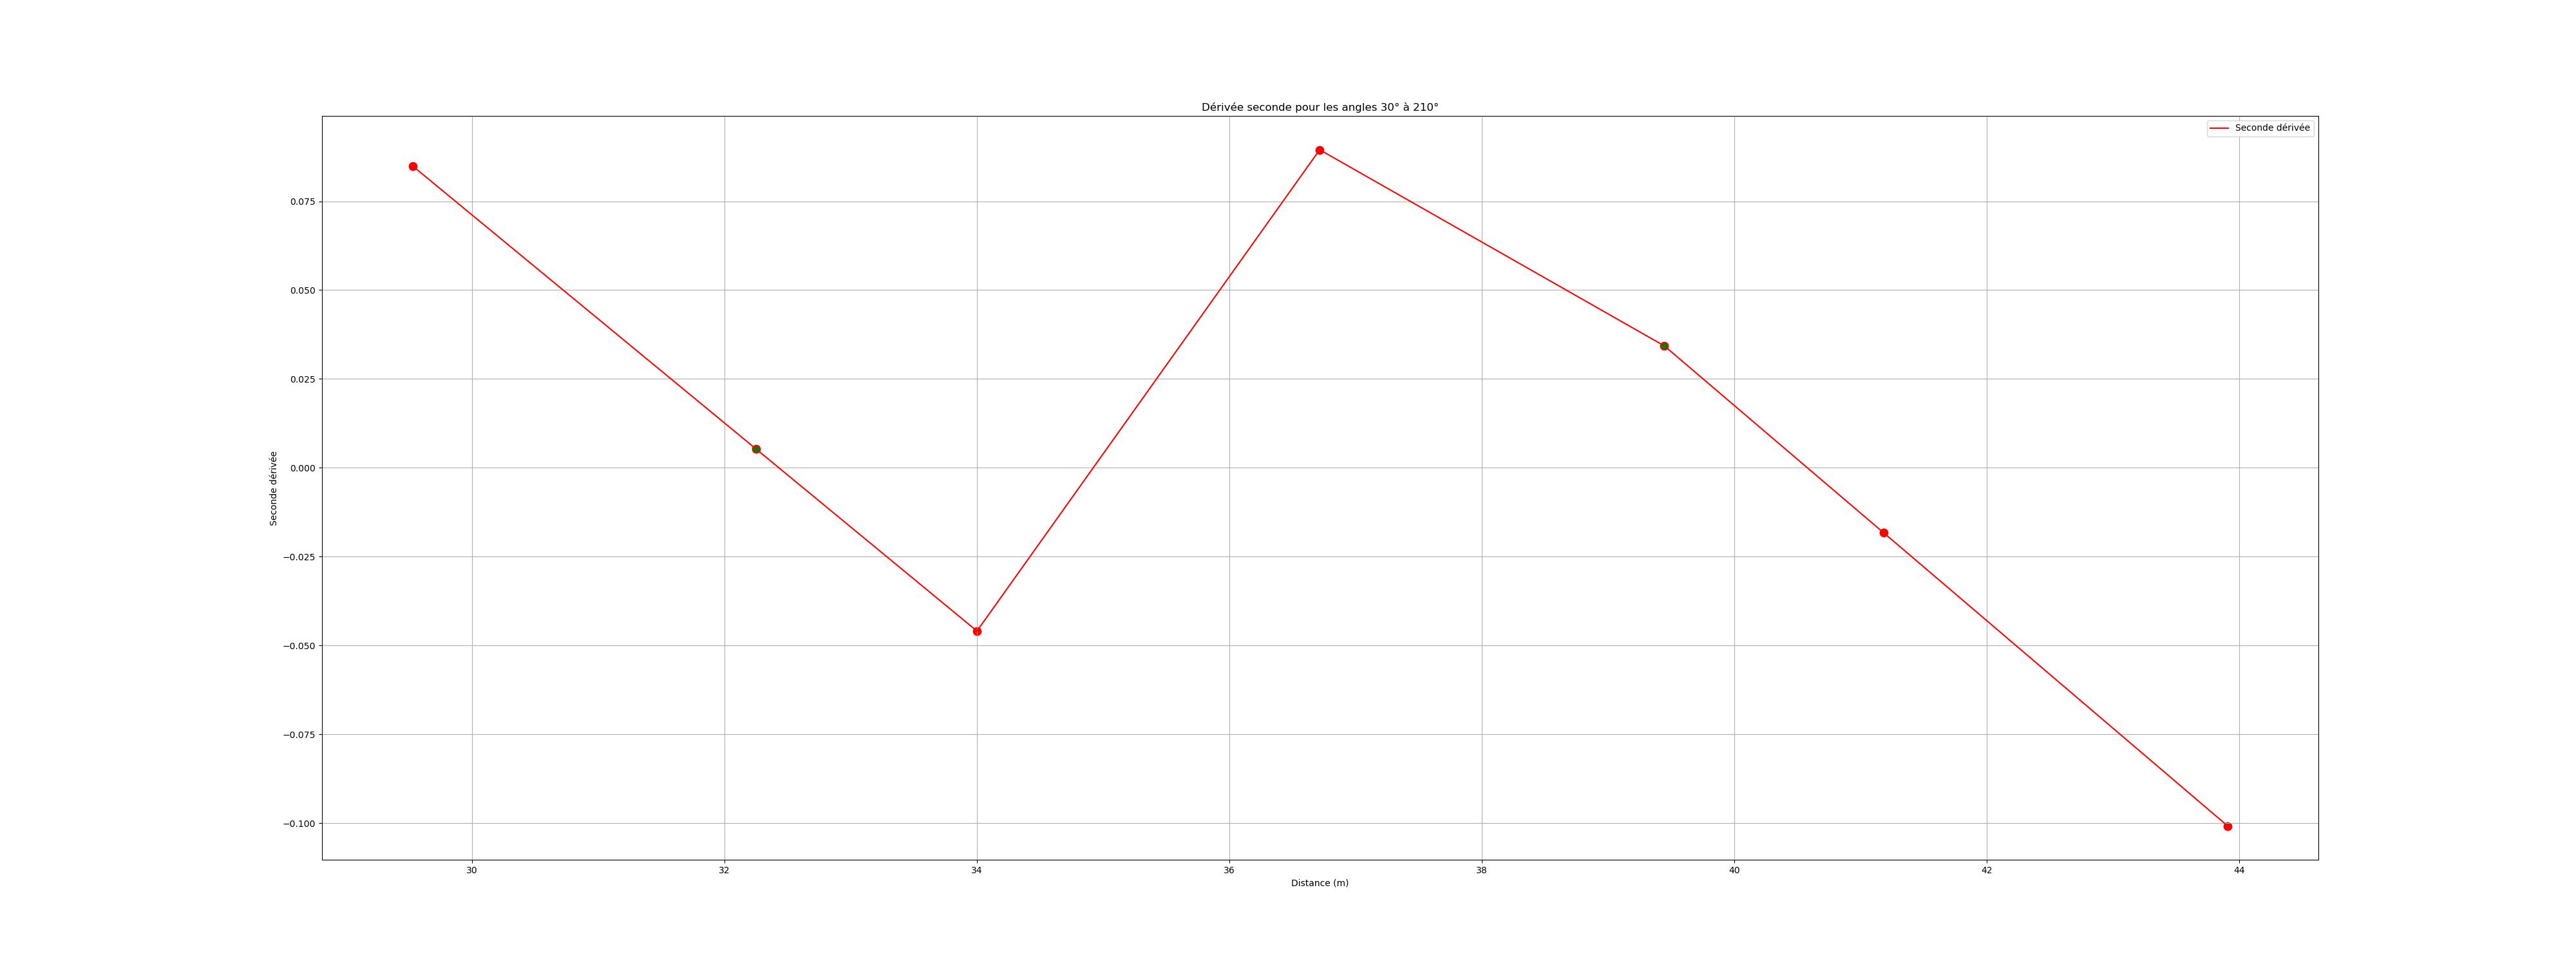 Dérivée seconde pour les angles 30° à 210°
Seconde dérivée
0.075
0.050
0.025
0.000
−0.025
−0.050
−0.075
−0.100
Seconde dérivée
30 32 34 36 38 40 42 44
Distance (m)